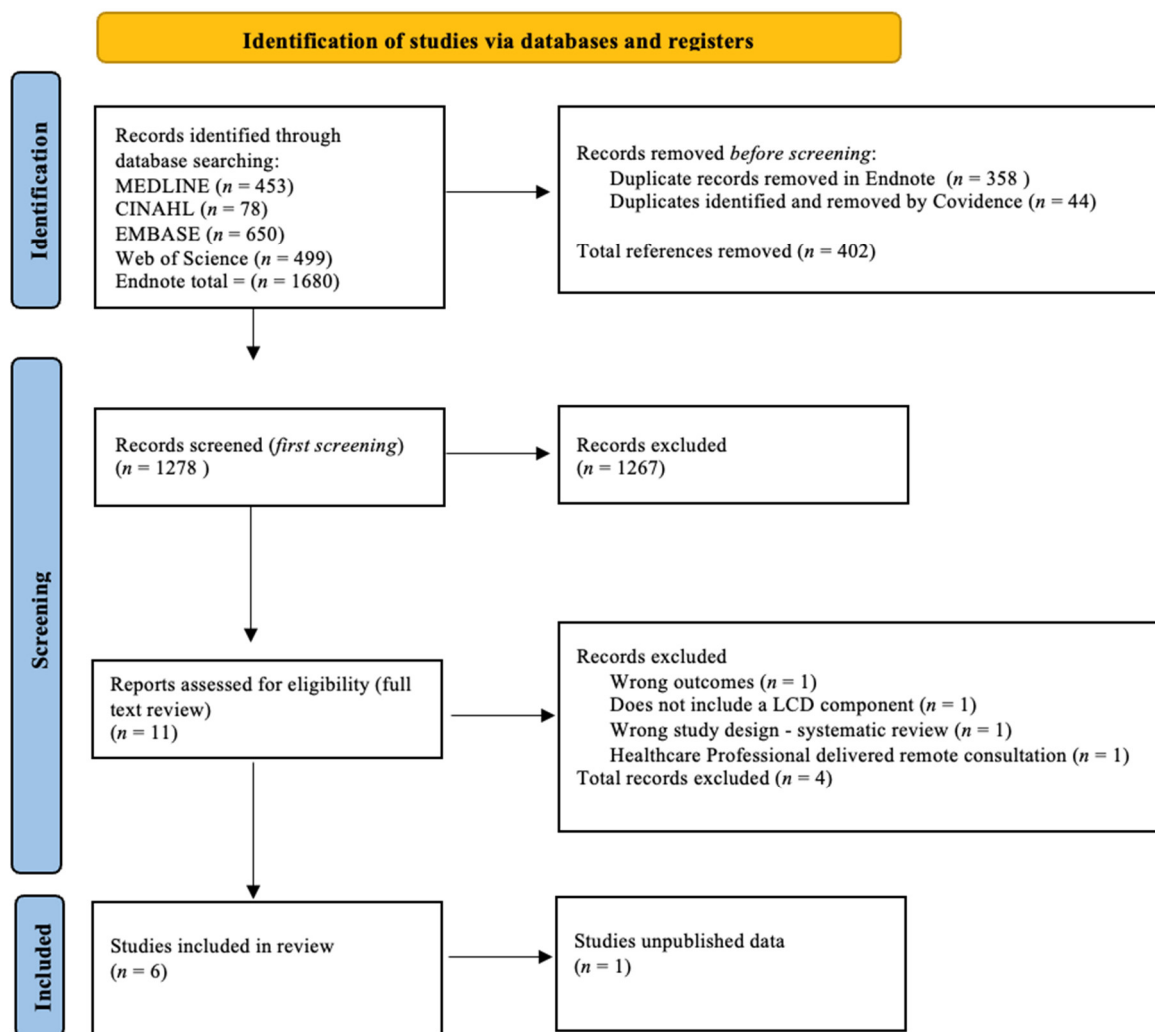 Identification of studies via databases and registers
Identification
Records identified through
database searching:
MEDLINE (n = 453)
CINAHL (n = 78)
EMBASE (n = 650)
Web of Science (n = 499)
Endnote total = (n = 1680)
Records removed before screening:
Duplicate records removed in Endnote (n = 358 )
Duplicates identified and removed by Covidence (n = 44)
Total references removed (n = 402)
Screening
Records screened (first screening)
(n = 1278 )
Records excluded
(n = 1267)
Reports assessed for eligibility (full
text review)
(n = 11)
Records excluded
Wrong outcomes (n = 1)
Does not include a LCD component (n = 1)
Wrong study design - systematic review (n = 1)
Healthcare Professional delivered remote consultation (n = 1)
Total records excluded (n = 4)
Included
Studies included in review
(n = 6)
Studies unpublished data
(n = 1)